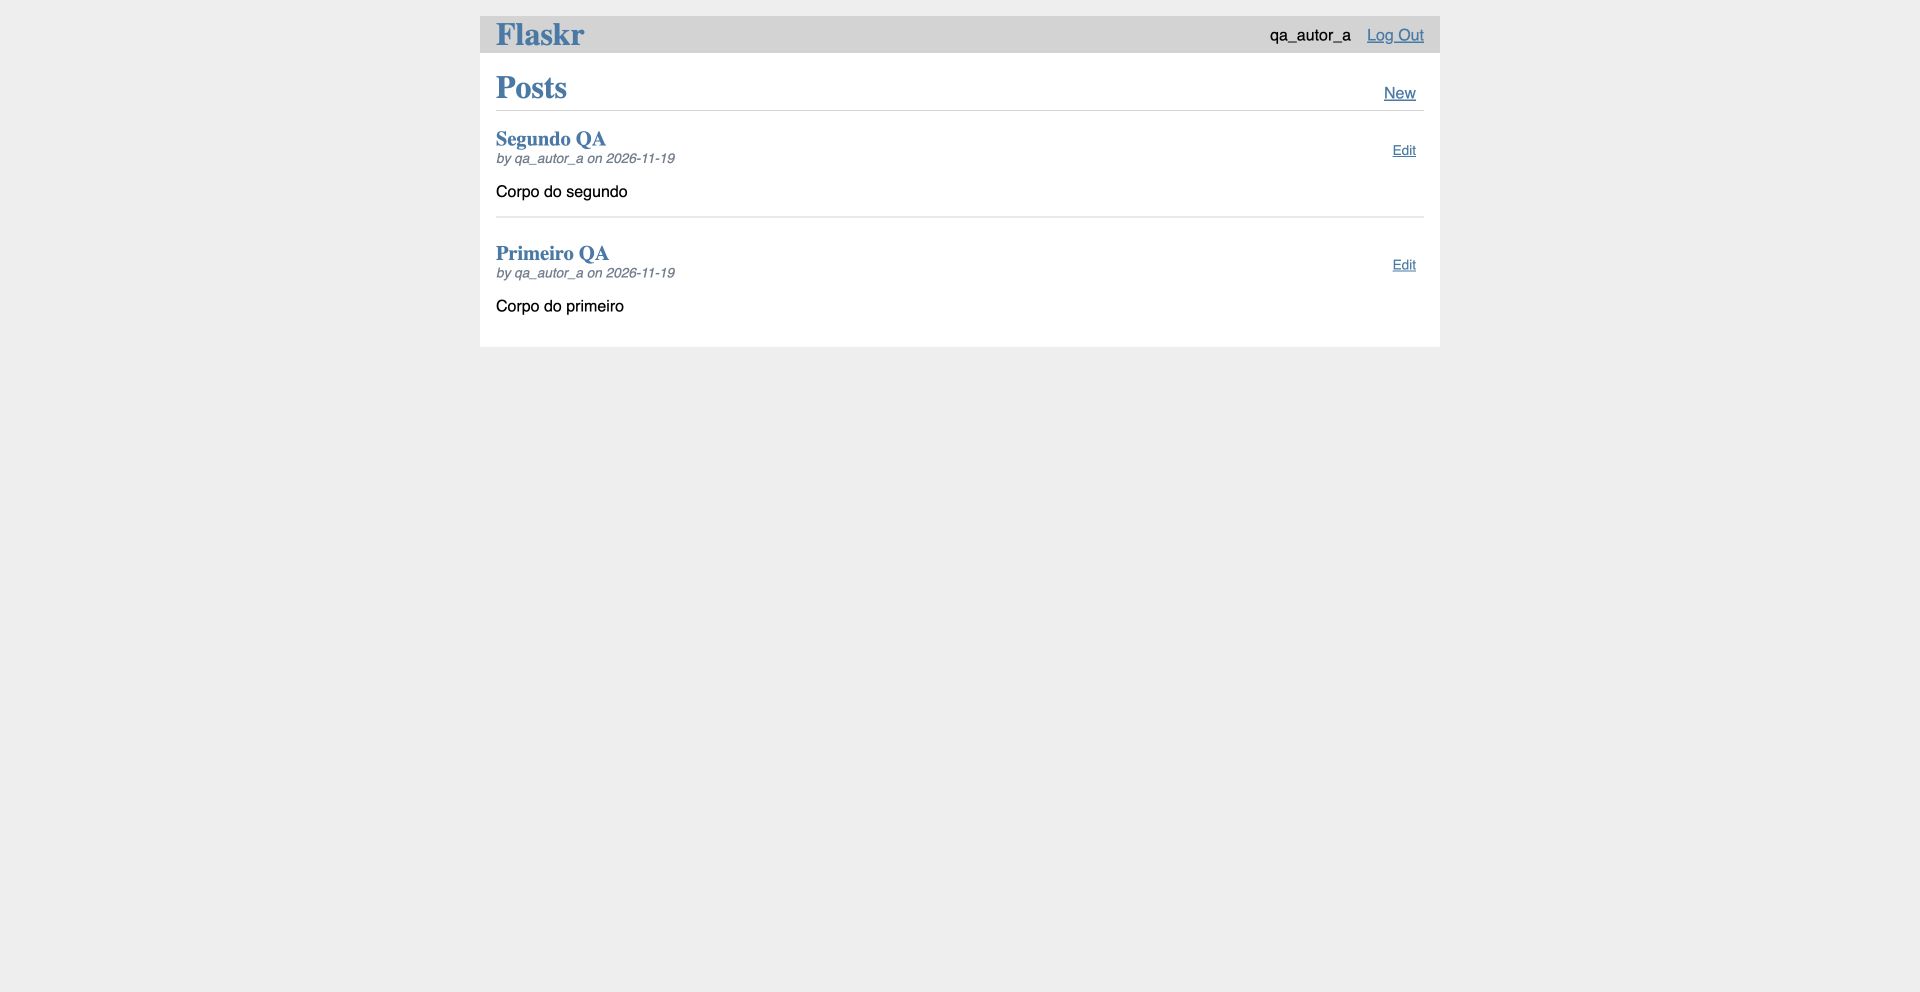 Flaskr
qa_autor_a Log Out
Posts
New
Segundo QA
by qa_autor_a on 2026-11-19
Edit
Corpo do segundo
Primeiro QA
by qa_autor_a on 2026-11-19
Edit
Corpo do primeiro